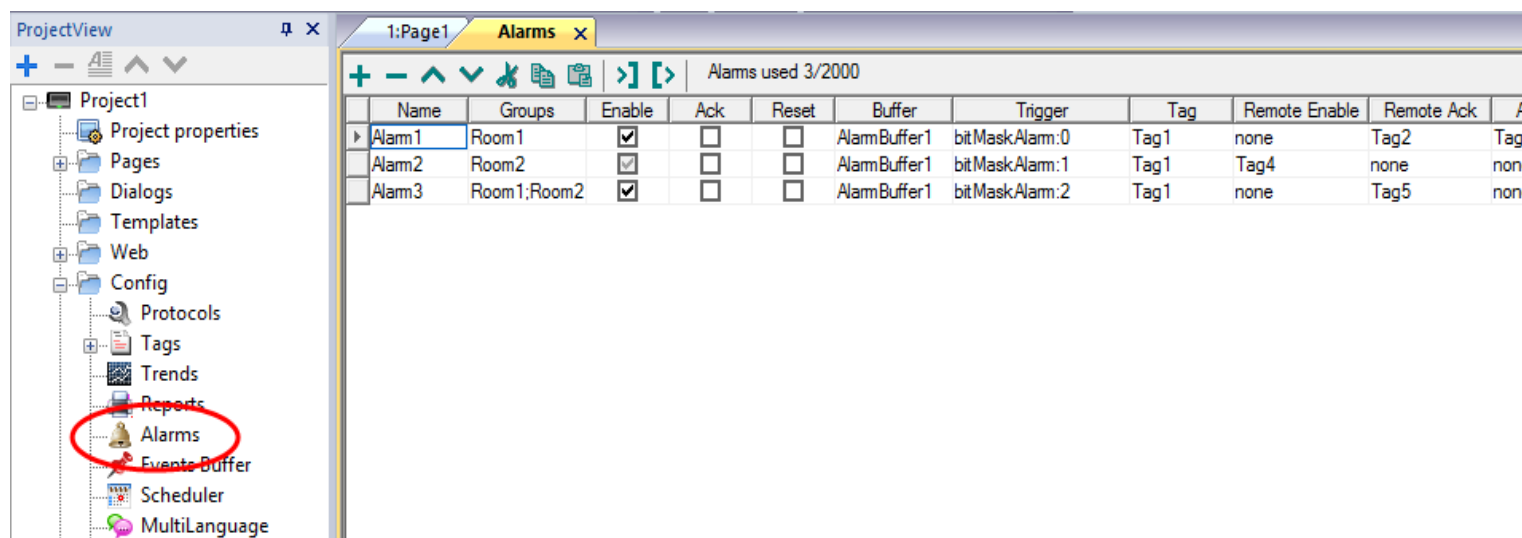 ProjectView
1:Page1 Alarms
Alarms used 3/2000
Project1
Project properties
Pages
Dialogs
Templates
Web
Config
Protocols
Tags
Trends
Reports
Alarms
Events Buffer
Scheduler
MultiLanguage
Name Groups Enable Ack Reset Buffer Trigger Tag Remote Enable Remote Ack A
Alarm1 Room1 AlarmBuffer1 bitMaskAlarm:0 Tag1 none Tag2 Tag
Alarm2 Room2 AlarmBuffer1 bitMaskAlarm:1 Tag1 Tag4 none non
Alarm3 Room1;Room2 AlarmBuffer1 bitMaskAlarm:2 Tag1 none Tag5 non